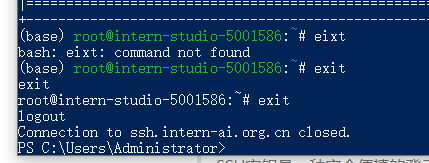 (base) root@intern-studio-5001586:~# eixt
bash: eixt: command not found
(base) root@intern-studio-5001586:~# exit
exit
root@intern-studio-5001586:~# exit
logout
Connection to ssh.intern-ai.org.cn closed.
PS C:\Users\Administrator>